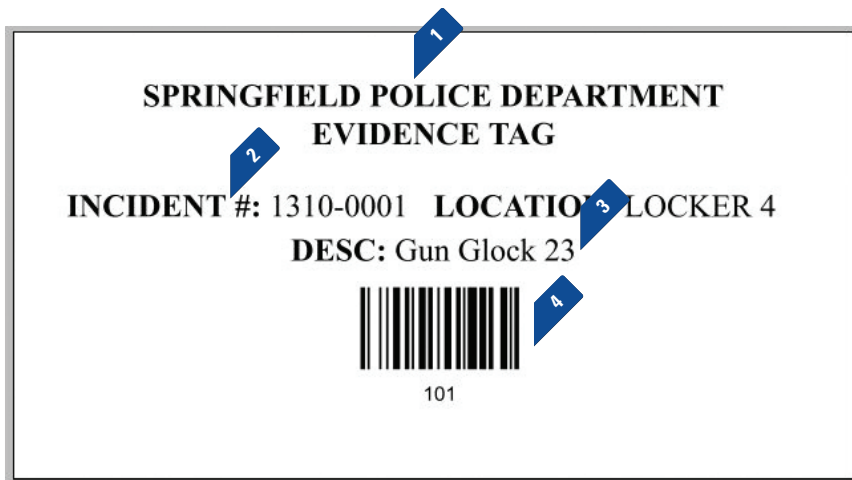 1
SPRINGFIELD POLICE DEPARTMENT
EVIDENCE TAG
2
INCIDENT #: 1310-0001 LOCATIO LOCKER 4
3
DESC: Gun Glock 23
4
101